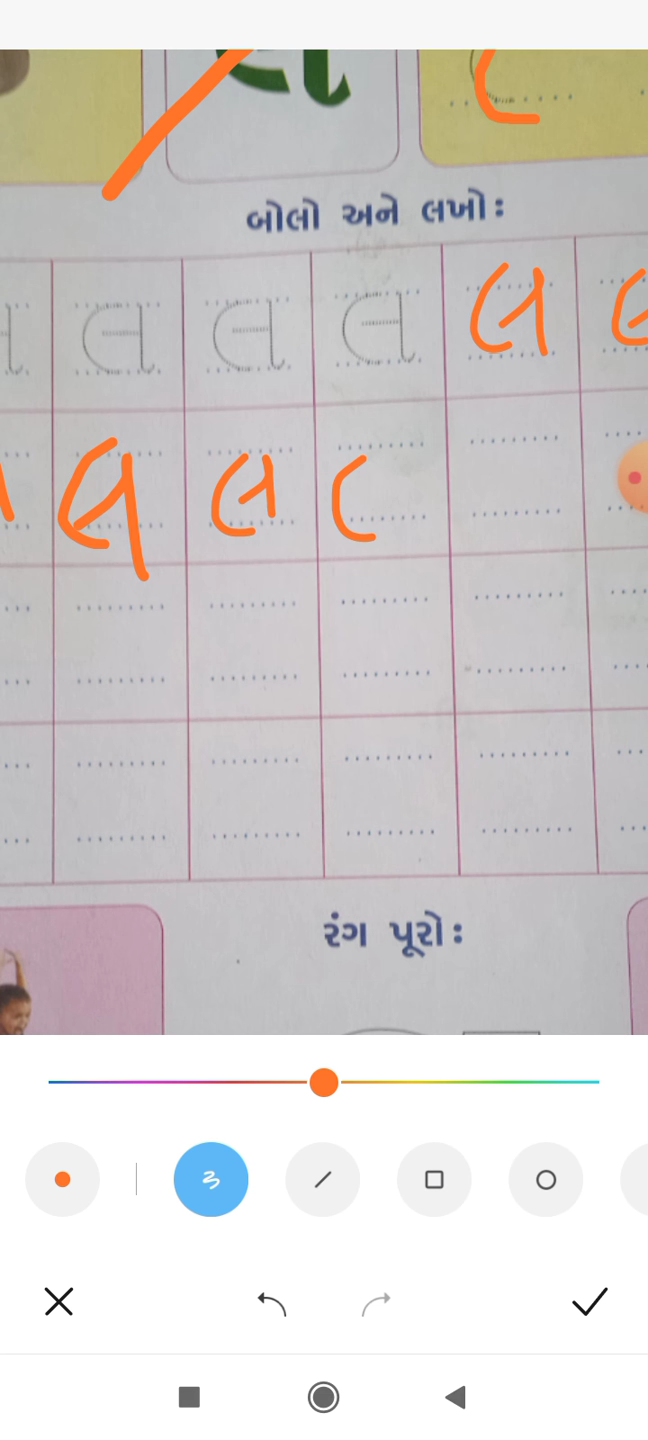 લ
બોલો અને લખો:
લ લ લ લ લ
લ લ
રંગ પૂરો: